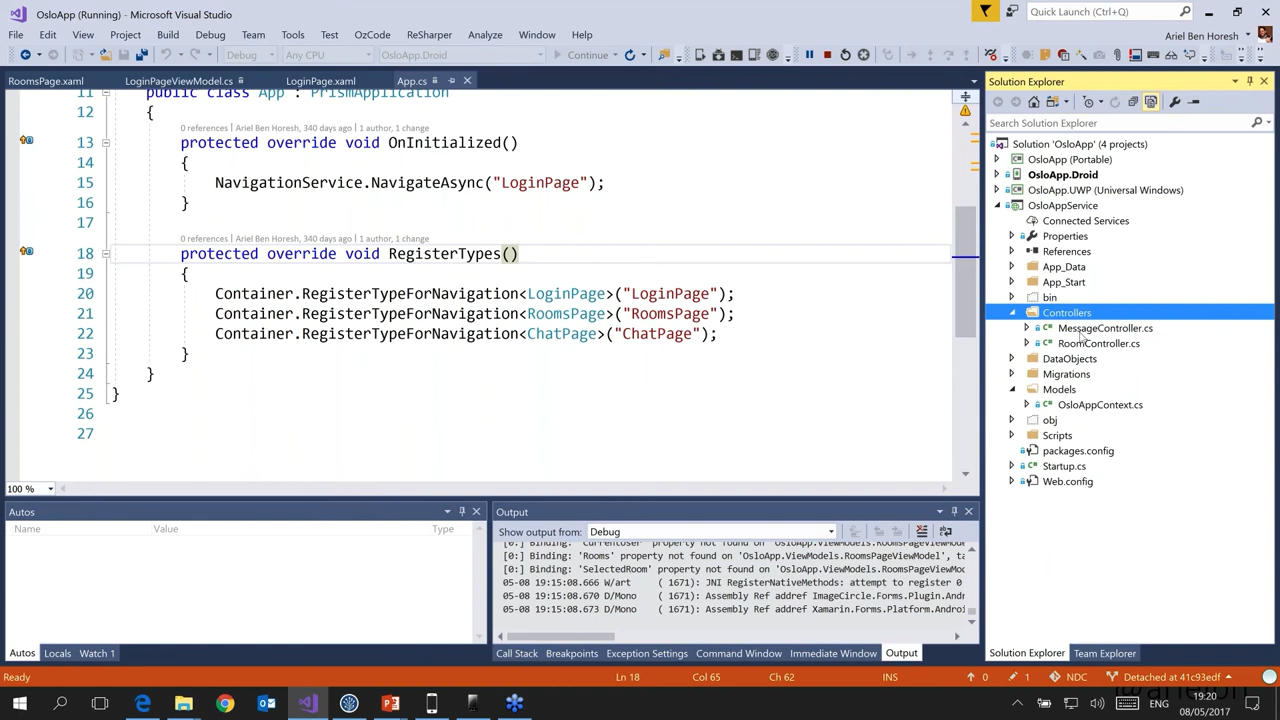 OsloApp (Running) - Microsoft Visual Studio
Quick Launch (Ctrl+Q)
File Edit View Project Build Debug Team Tools Test OzCode ReSharper Analyze Window Help
Ariel Ben Horesh
Debug Any CPU OsloApp.Droid Continue
RoomsPage.xaml LoginPageViewModel.cs LoginPage.xaml App.cs
11 public class App : PrismApplication
12 {
0 references | Ariel Ben Horesh, 340 days ago | 1 author, 1 change
13 protected override void OnInitialized()
14 {
15 NavigationService.NavigateAsync("LoginPage");
16 }
17
0 references | Ariel Ben Horesh, 340 days ago | 1 author, 1 change
18 protected override void RegisterTypes()
19 {
20 Container.RegisterTypeForNavigation<LoginPage>("LoginPage");
21 Container.RegisterTypeForNavigation<RoomsPage>("RoomsPage");
22 Container.RegisterTypeForNavigation<ChatPage>("ChatPage");
23 }
24 }
25 }
26
27
100 %
Solution Explorer
Search Solution Explorer
Solution 'OsloApp' (4 projects)
OsloApp (Portable)
OsloApp.Droid
OsloApp.UWP (Universal Windows)
OsloAppService
Connected Services
Properties
References
App_Data
App_Start
bin
Controllers
MessageController.cs
RoomController.cs
DataObjects
Migrations
Models
OsloAppContext.cs
obj
Scripts
packages.config
Startup.cs
Web.config
Solution Explorer Team Explorer
Autos
Name Value Type
Autos Locals Watch 1
Output
Show output from: Debug
[0:] Binding: 'CurrentUser' property not found on 'OsloApp.ViewModels.RoomsPageViewMode
[0:] Binding: 'Rooms' property not found on 'OsloApp.ViewModels.RoomsPageViewModel', ta
[0:] Binding: 'SelectedRoom' property not found on 'OsloApp.ViewModels.RoomsPageViewMod
05-08 19:15:08.666 W/art ( 1671): JNI RegisterNativeMethods: attempt to register 0
05-08 19:15:08.670 D/Mono ( 1671): Assembly Ref addref ImageCircle.Forms.Plugin.Andr
05-08 19:15:08.673 D/Mono ( 1671): Assembly Ref addref Xamarin.Forms.Platform.Androi
Call Stack Breakpoints Exception Settings Command Window Immediate Window Output
Ready Ln 18 Col 65 Ch 62 INS 0 1 NDC Detached at 41c93edf
19:20
08/05/2017